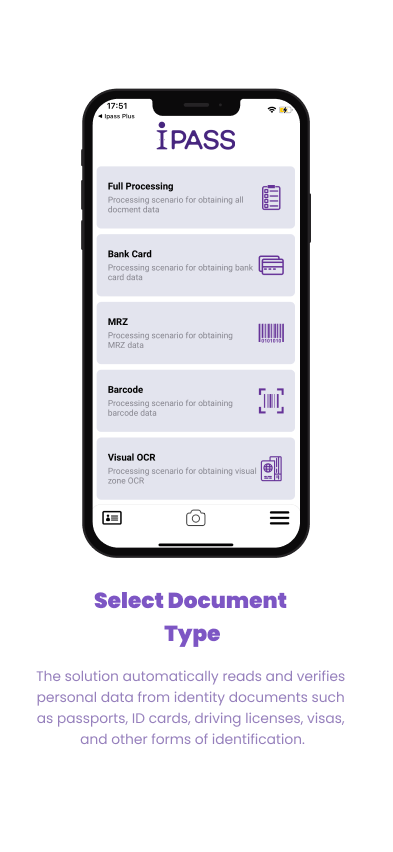 17:51
◀ Ipass Plus
iPASS
Full Processing
Processing scenario for obtaining all
docment data
Bank Card
Processing scenario for obtaining bank
card data
MRZ
Processing scenario for obtaining
MRZ data
0101010
Barcode
Processing scenario for obtaining
barcode data
Visual OCR
Processing scenario for obtaining visual
zone OCR
Select Document
Type
The solution automatically reads and verifies
personal data from identity documents such
as passports, ID cards, driving licenses, visas,
and other forms of identification.